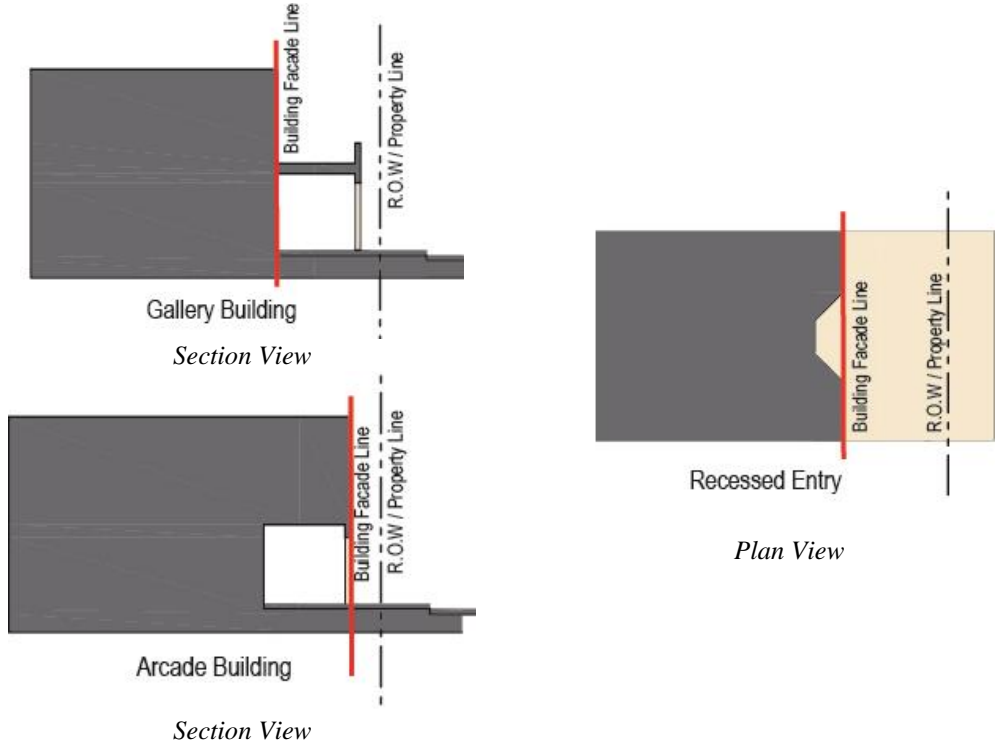 Building Facade Line
R.O.W / Property Line
Gallery Building
Section View
Building Facade Line
R.O.W / Property Line
Arcade Building
Section View
Building Facade Line
R.O.W / Property Line
Recessed Entry
Plan View